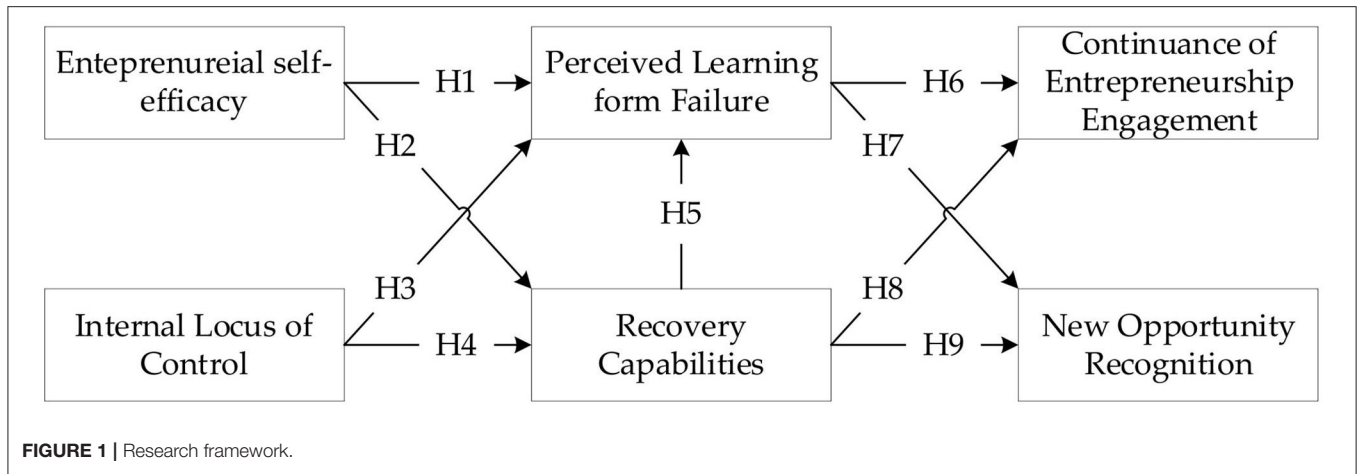 Enteprenureial self-
efficacy
H1
Perceived Learning
form Failure
H6
Continuance of
Entrepreneurship
Engagement
H2
H7
H5
H3
H8
Internal Locus of
Control
H4
Recovery
Capabilities
H9
New Opportunity
Recognition
FIGURE 1 | Research framework.